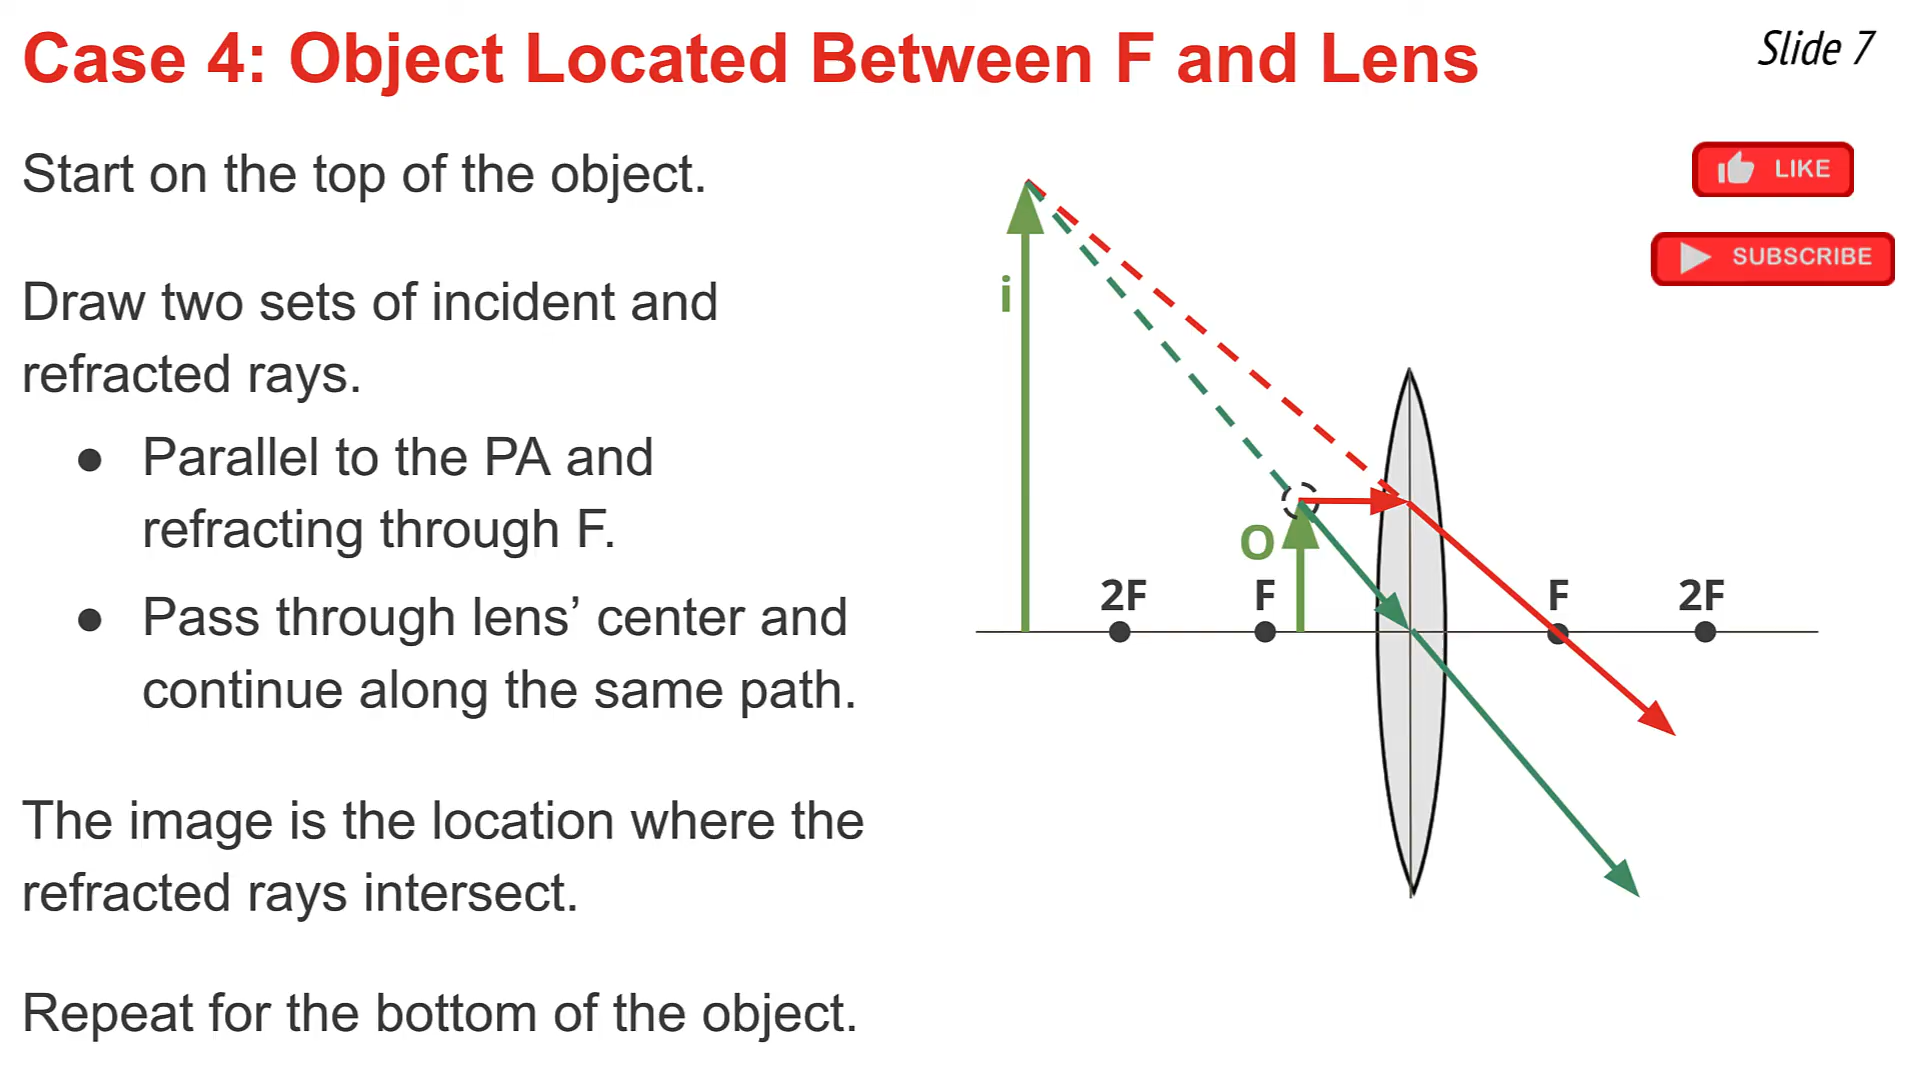 Case 4: Object Located Between F and Lens
Slide 7
Start on the top of the object.
Draw two sets of incident and
refracted rays.
● Parallel to the PA and
refracting through F.
● Pass through lens’ center and
continue along the same path.
The image is the location where the
refracted rays intersect.
Repeat for the bottom of the object.
LIKE
SUBSCRIBE
i
O
2F
F
F
2F